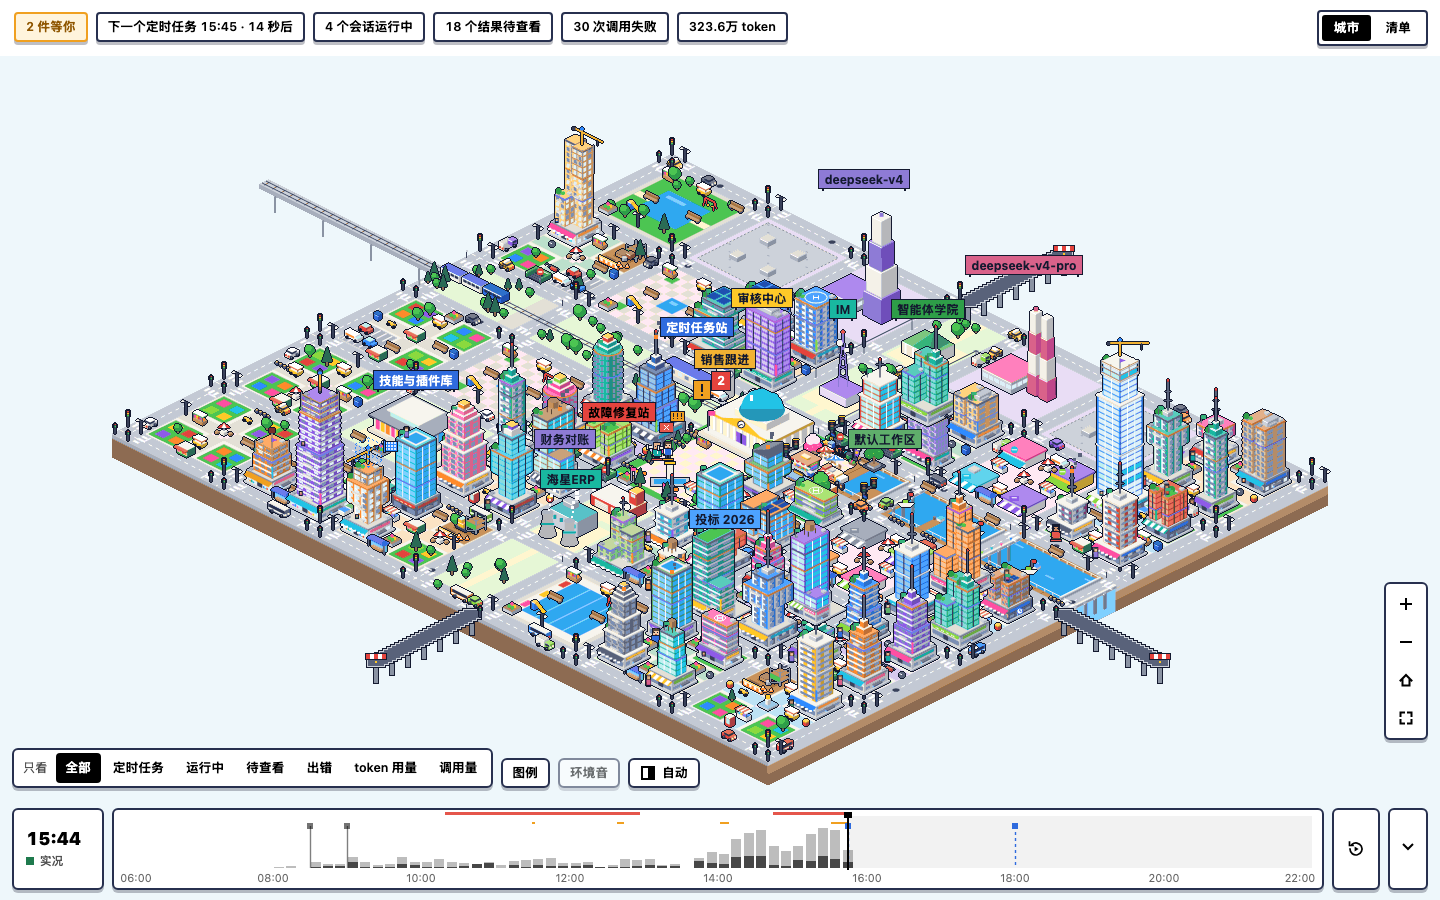 2 件等你
下一个定时任务 15:45 · 14 秒后
4 个会话运行中
18 个结果待查看
30 次调用失败
323.6万 token
城市
清单
deepseek-v4
deepseek-v4-pro
审核中心
IM
智能体学院
定时任务站
销售跟进
技能与插件库
2
!
故障修复站
!!!
财务对账
默认工作区
海星ERP
投标 2026
只看
全部
定时任务
运行中
待查看
出错
token 用量
调用量
图例
环境音
自动
15:44
实况
06:00
08:00
10:00
12:00
14:00
16:00
18:00
20:00
22:00